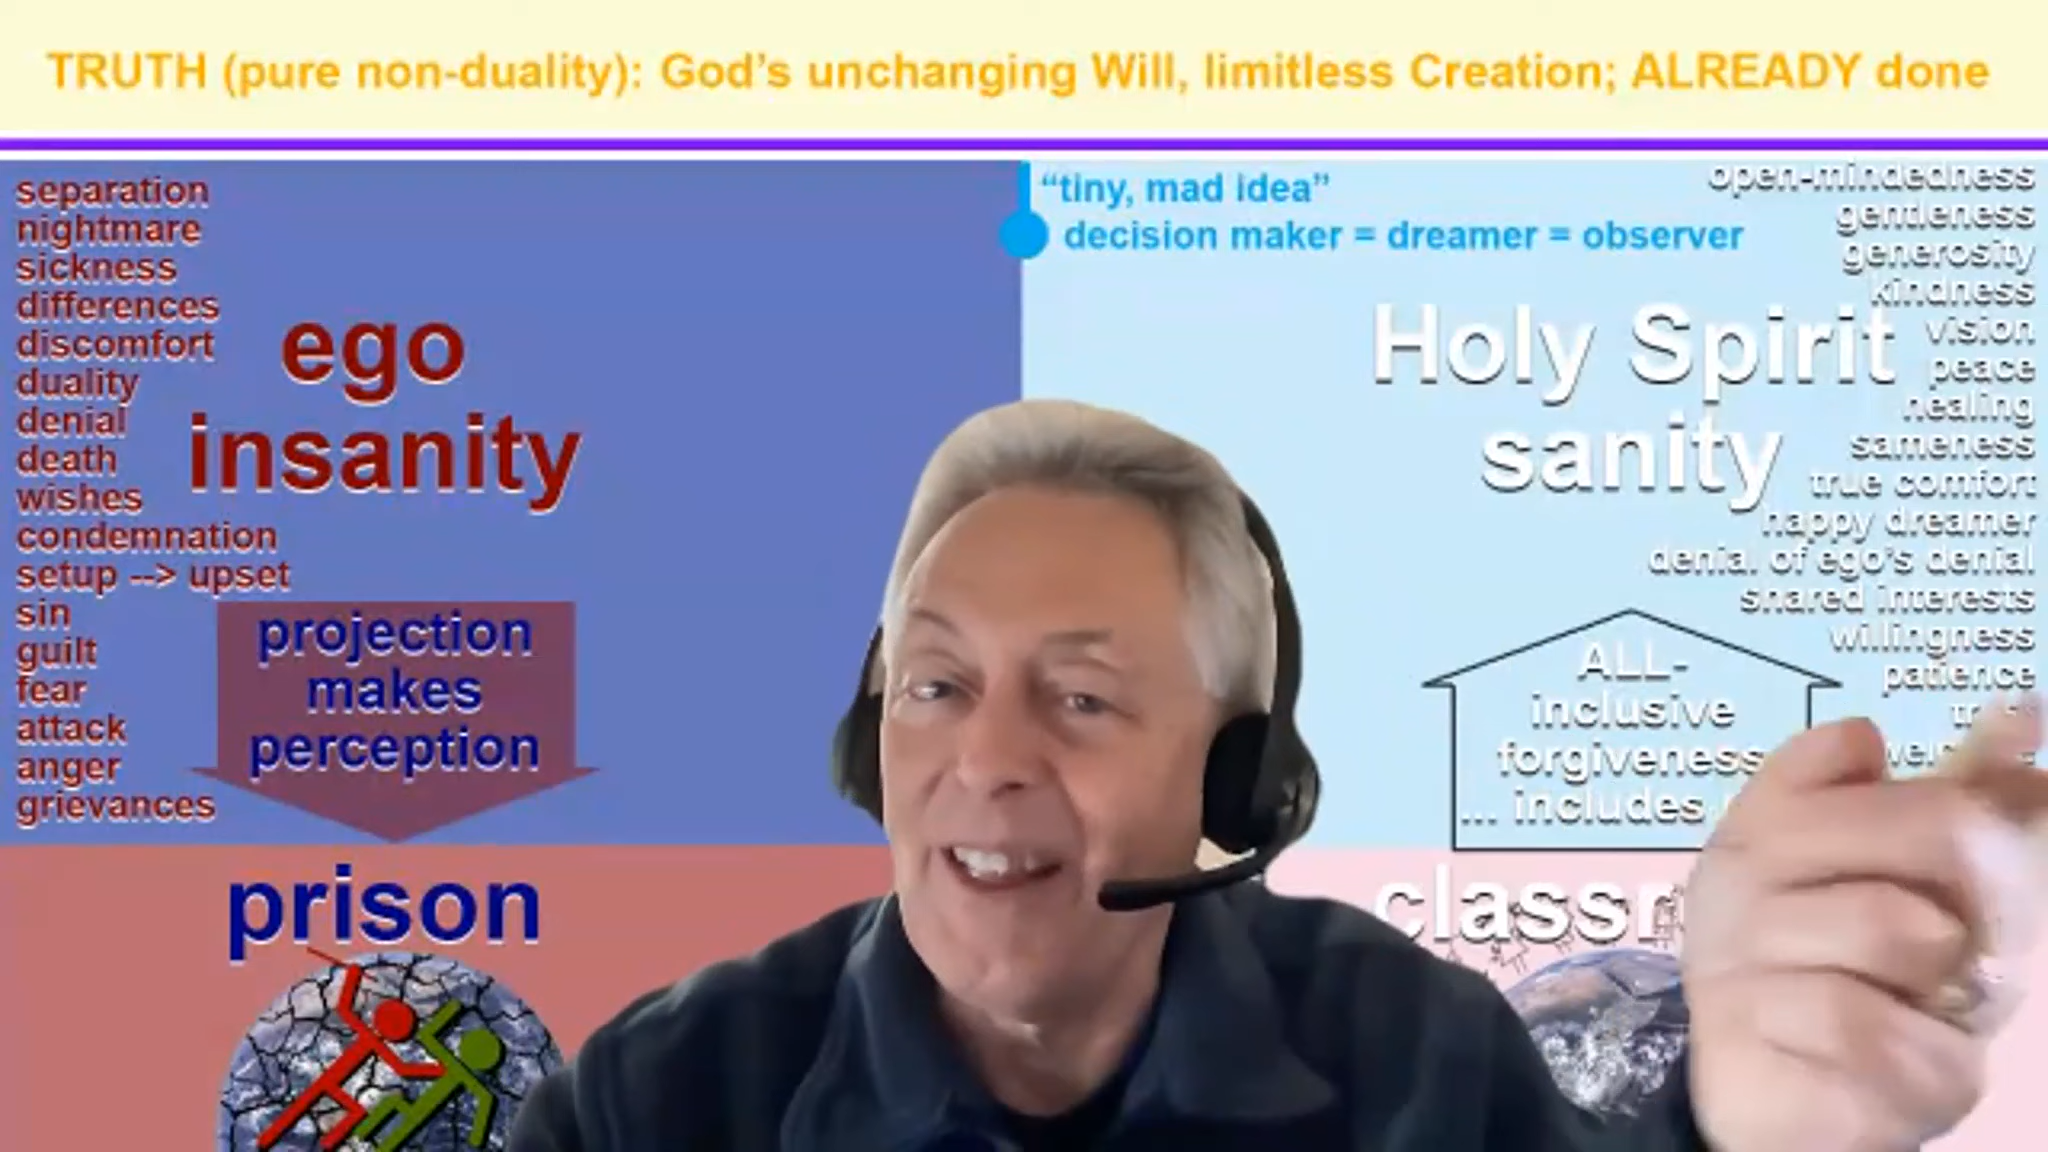 TRUTH (pure non-duality): God's unchanging Will, limitless Creation; ALREADY done
separation
nightmare
sickness
differences
discomfort
duality
denial
death
wishes
condemnation
setup --> upset
sin
guilt
fear
attack
anger
grievances
ego
insanity
projection
makes
perception
prison
“tiny, mad idea”
decision maker = dreamer = observer
Holy Spirit
sanity
open-mindedness
gentleness
generosity
kindness
vision
peace
healing
sameness
true comfort
happy dreamer
denial of ego's denial
shared interests
willingness
patience
ALL-
inclusive
forgiveness
... includes